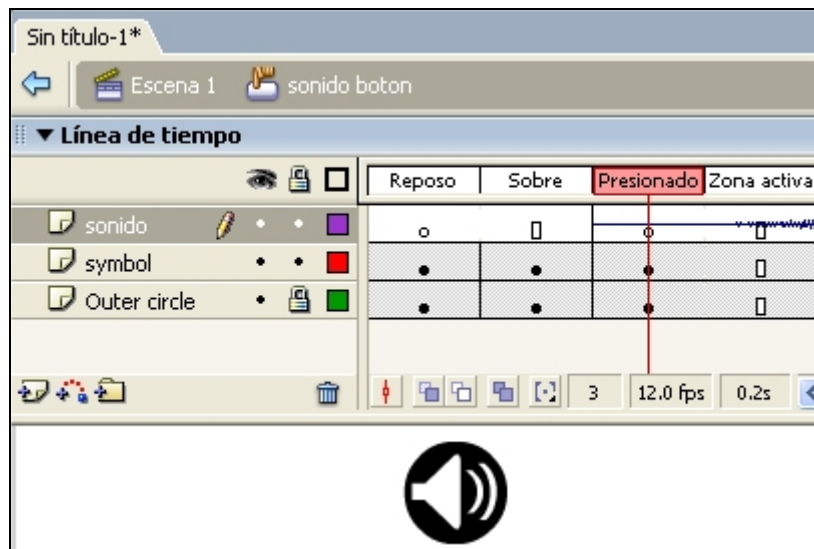 Sin título-1*
Escena 1 sonido boton
Línea de tiempo
Reposo Sobre Presionado Zona activa
sonido
symbol
Outer circle
3 12.0 fps 0.2s